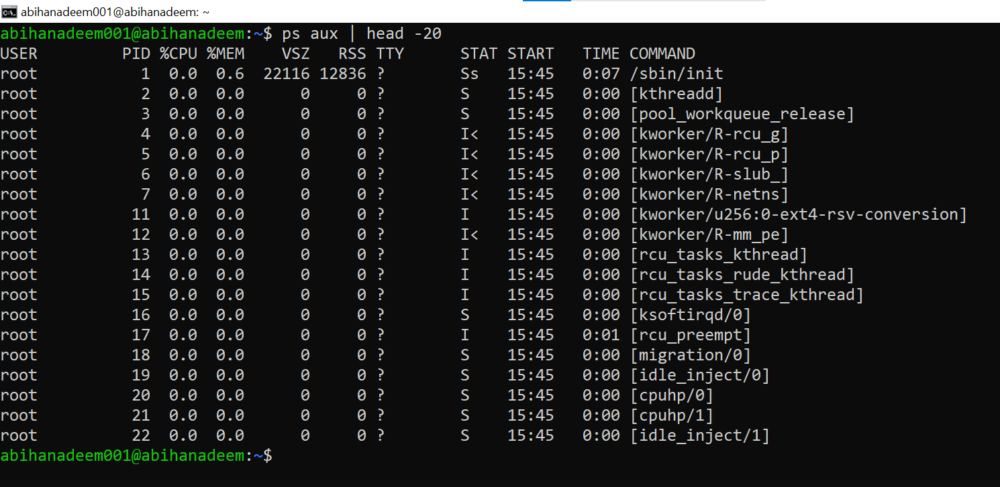 abihanadeem001@abihanadeem: ~
abihanadeem001@abihanadeem:~$ ps aux | head -20
USER         PID %CPU %MEM    VSZ   RSS TTY      STAT START   TIME COMMAND
root           1  0.0  0.6  22116 12836 ?        Ss   15:45   0:07 /sbin/init
root           2  0.0  0.0      0     0 ?        S    15:45   0:00 [kthreadd]
root           3  0.0  0.0      0     0 ?        S    15:45   0:00 [pool_workqueue_release]
root           4  0.0  0.0      0     0 ?        I<   15:45   0:00 [kworker/R-rcu_g]
root           5  0.0  0.0      0     0 ?        I<   15:45   0:00 [kworker/R-rcu_p]
root           6  0.0  0.0      0     0 ?        I<   15:45   0:00 [kworker/R-slub_]
root           7  0.0  0.0      0     0 ?        I<   15:45   0:00 [kworker/R-netns]
root          11  0.0  0.0      0     0 ?        I    15:45   0:00 [kworker/u256:0-ext4-rsv-conversion]
root          12  0.0  0.0      0     0 ?        I<   15:45   0:00 [kworker/R-mm_pe]
root          13  0.0  0.0      0     0 ?        I    15:45   0:00 [rcu_tasks_kthread]
root          14  0.0  0.0      0     0 ?        I    15:45   0:00 [rcu_tasks_rude_kthread]
root          15  0.0  0.0      0     0 ?        I    15:45   0:00 [rcu_tasks_trace_kthread]
root          16  0.0  0.0      0     0 ?        S    15:45   0:00 [ksoftirqd/0]
root          17  0.0  0.0      0     0 ?        I    15:45   0:01 [rcu_preempt]
root          18  0.0  0.0      0     0 ?        S    15:45   0:00 [migration/0]
root          19  0.0  0.0      0     0 ?        S    15:45   0:00 [idle_inject/0]
root          20  0.0  0.0      0     0 ?        S    15:45   0:00 [cpuhp/0]
root          21  0.0  0.0      0     0 ?        S    15:45   0:00 [cpuhp/1]
root          22  0.0  0.0      0     0 ?        S    15:45   0:00 [idle_inject/1]
abihanadeem001@abihanadeem:~$